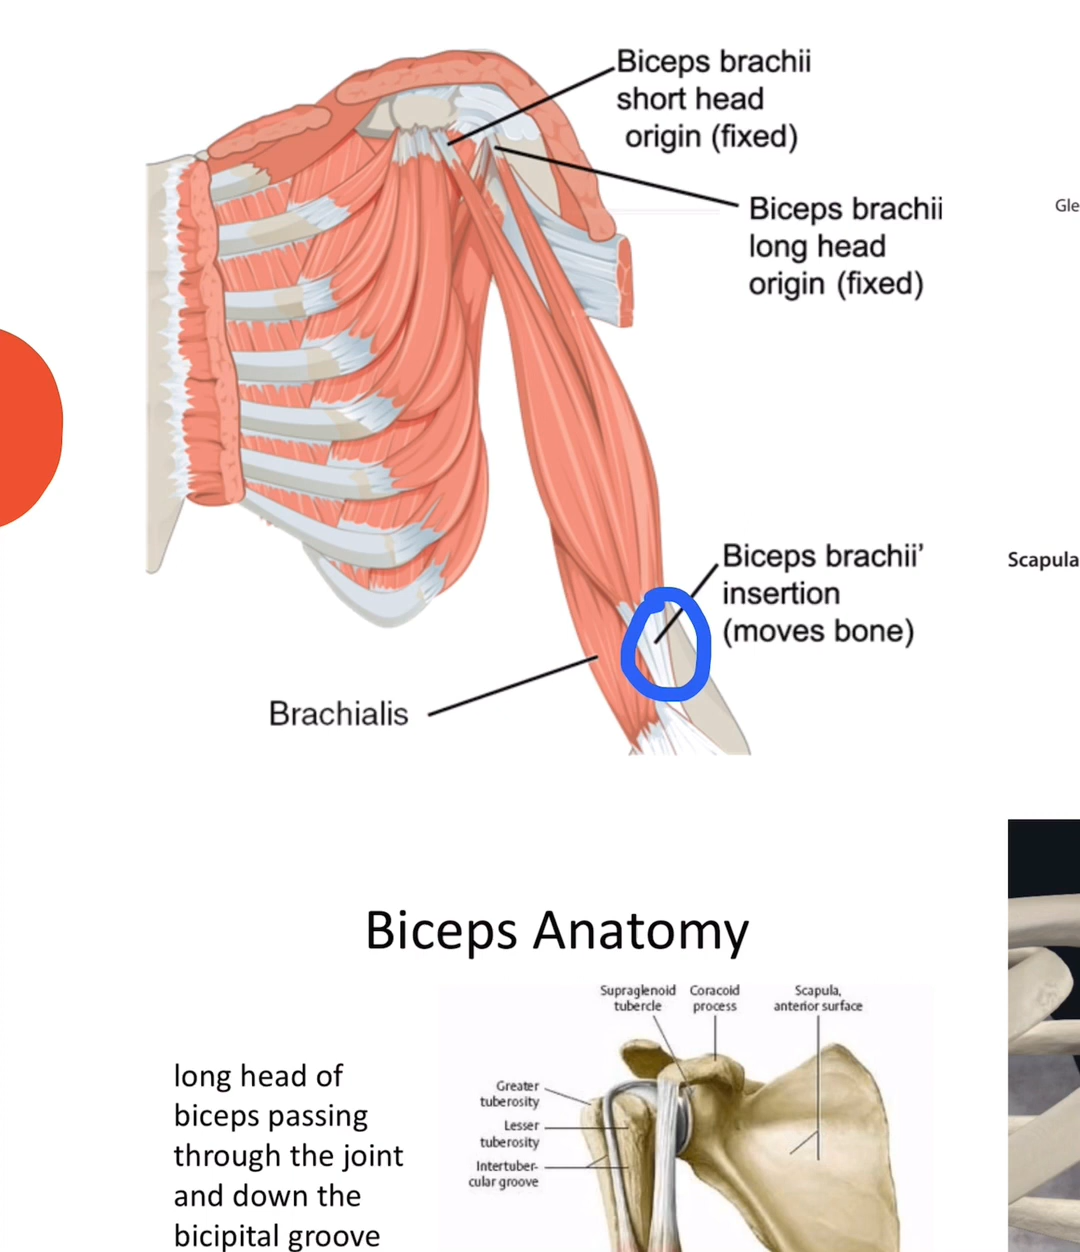 Biceps brachii
short head
origin (fixed)
Biceps brachii
long head
origin (fixed)
Gle
Biceps brachii’
insertion
(moves bone)
Scapula
Brachialis
Biceps Anatomy
Supraglenoid
tubercle
Coracoid
process
Scapula,
anterior surface
long head of
biceps passing
through the joint
and down the
bicipital groove
Greater
tuberosity
Lesser
tuberosity
Intertuber-
cular groove